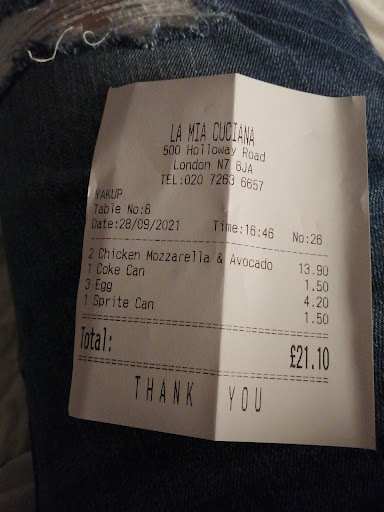 LA MIA CUCIANA
500 Holloway Road
London N7 6JA
TEL:020 7263 6657
YAKUP
Table No:6
Date:28/09/2021 Time:16:46 No:26
2 Chicken Mozzarella & Avocado 13.90
1 Coke Can 1.50
3 Egg 4.20
1 Sprite Can 1.50
Total: £21.10
THANK YOU